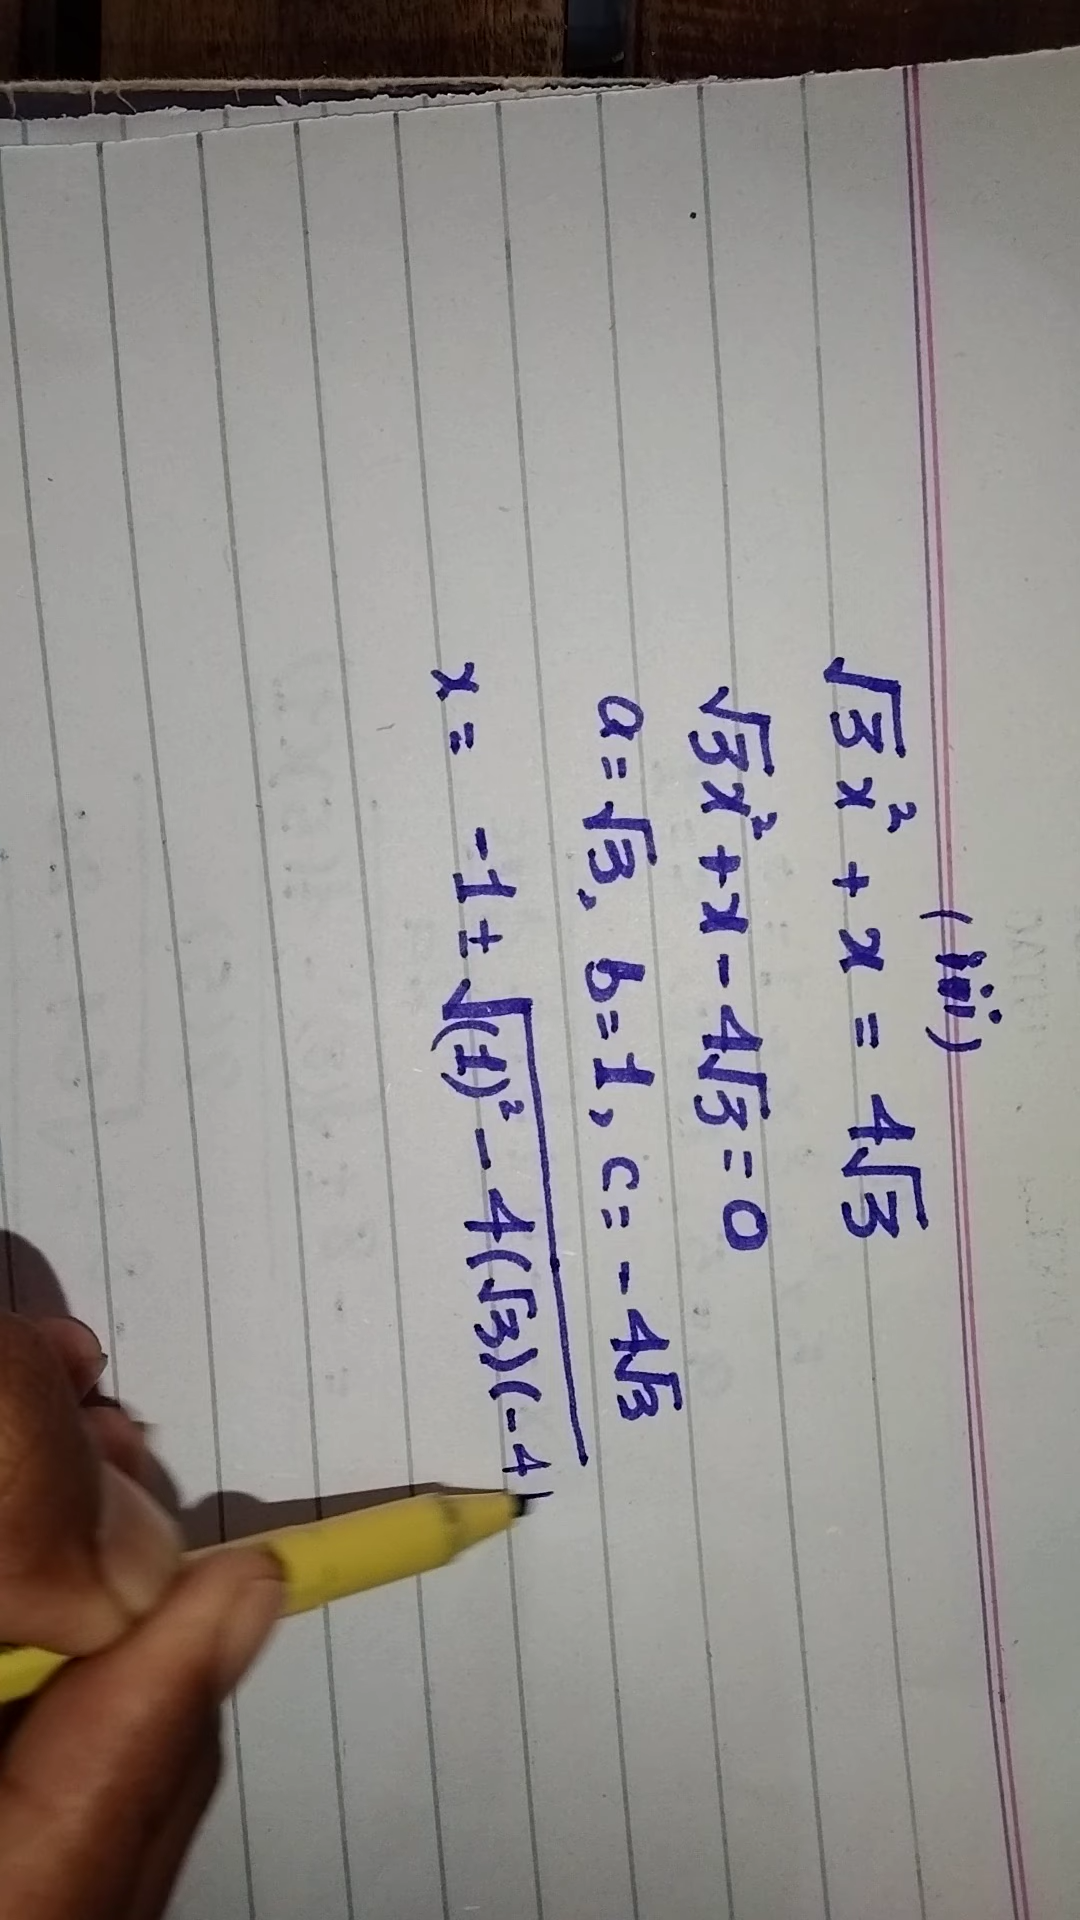 (iii)
√3x² + x = 4√3
√3x² + x - 4√3 = 0
a = √3, b = 1, c = -4√3
x = -1 ± √(1)² - 4(√3)(-4